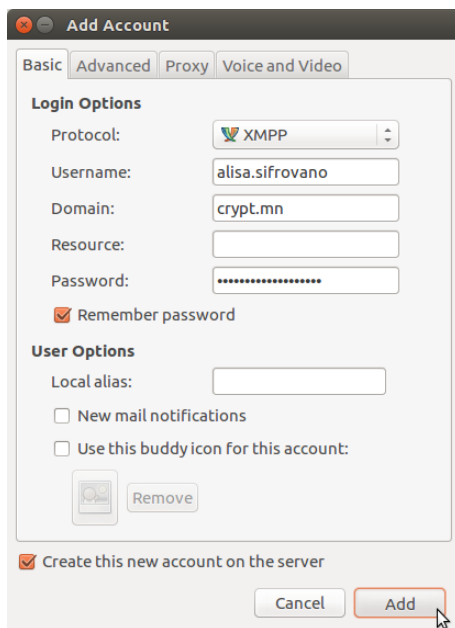 Add Account
Basic Advanced Proxy Voice and Video
Login Options
Protocol: XMPP
Username: alisa.sifrovano
Domain: crypt.mn
Resource:
Password: •••••••••••••••••••
Remember password
User Options
Local alias:
New mail notifications
Use this buddy icon for this account:
Remove
Create this new account on the server
Cancel Add